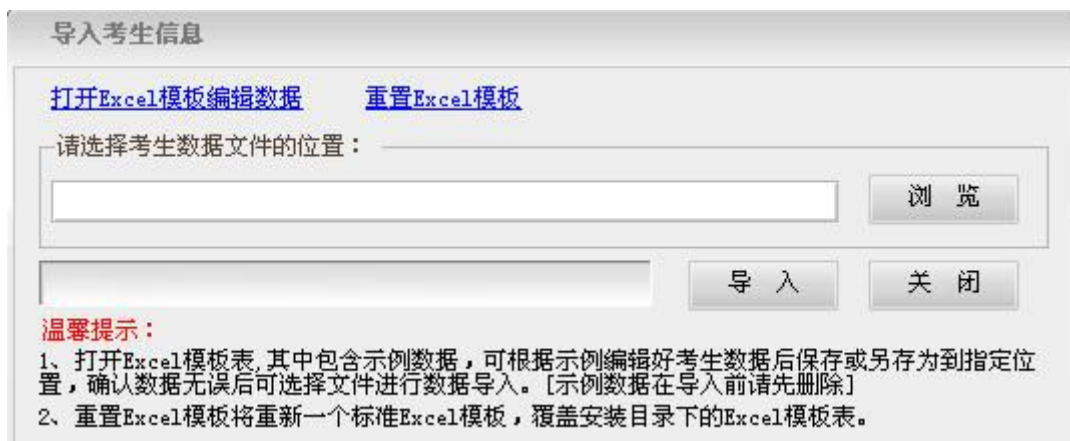 导入考生信息
打开Excel模板编辑数据 重置Excel模板
请选择考生数据文件的位置：
浏 览
导 入 关 闭
温馨提示：
1、打开Excel模板表,其中包含示例数据，可根据示例编辑好考生数据后保存或另存为到指定位
置，确认数据无误后可选择文件进行数据导入。[示例数据在导入前请先删除]
2、重置Excel模板将重新一个标准Excel模板，覆盖安装目录下的Excel模板表。